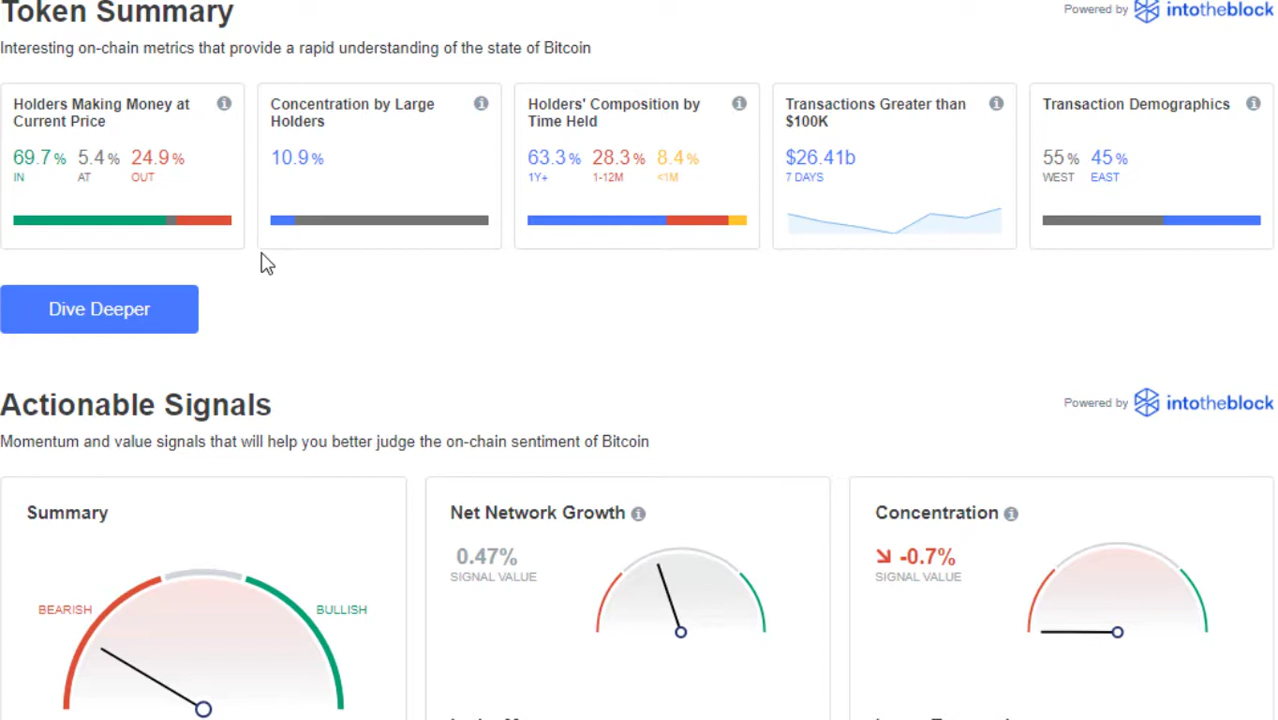 Token Summary
Powered by intotheblock
Interesting on-chain metrics that provide a rapid understanding of the state of Bitcoin
Holders Making Money at
Current Price
69.7% 5.4% 24.9%
IN AT OUT
Concentration by Large
Holders
10.9%
Holders' Composition by
Time Held
63.3% 28.3% 8.4%
1Y+ 1-12M <1M
Transactions Greater than
$100K
$26.41b
7 DAYS
Transaction Demographics
55% 45%
WEST EAST
Dive Deeper
Actionable Signals
Powered by intotheblock
Momentum and value signals that will help you better judge the on-chain sentiment of Bitcoin
Summary
BEARISH
BULLISH
Net Network Growth
0.47%
SIGNAL VALUE
Concentration
-0.7%
SIGNAL VALUE